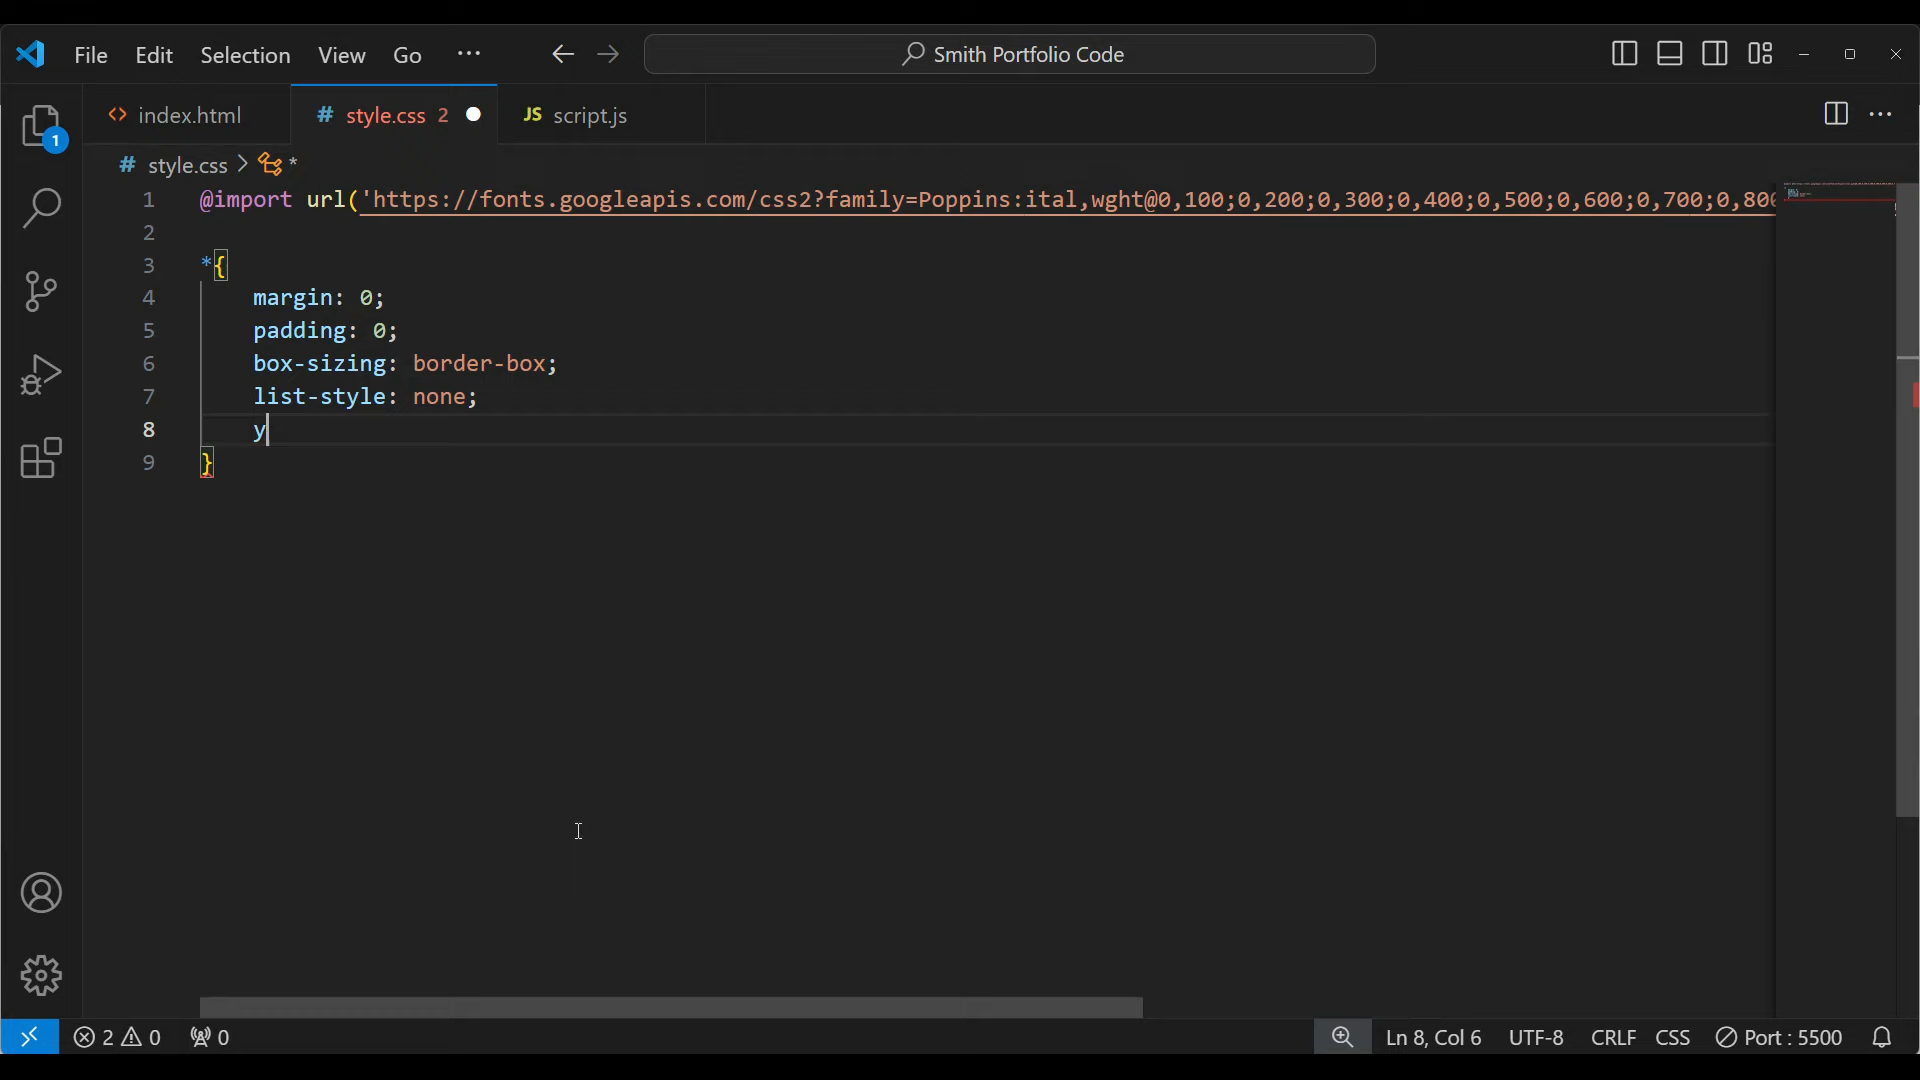 File Edit Selection View Go ··· Smith Portfolio Code
index.html style.css 2 JS script.js
1
# style.css > *
1 @import url('https://fonts.googleapis.com/css2?family=Poppins:ital,wght@0,100;0,200;0,300;0,400;0,500;0,600;0,700;0,800
2
3 *{
4 margin: 0;
5 padding: 0;
6 box-sizing: border-box;
7 list-style: none;
8 y
9 }
2 0 0 Ln 8, Col 6 UTF-8 CRLF CSS Port : 5500